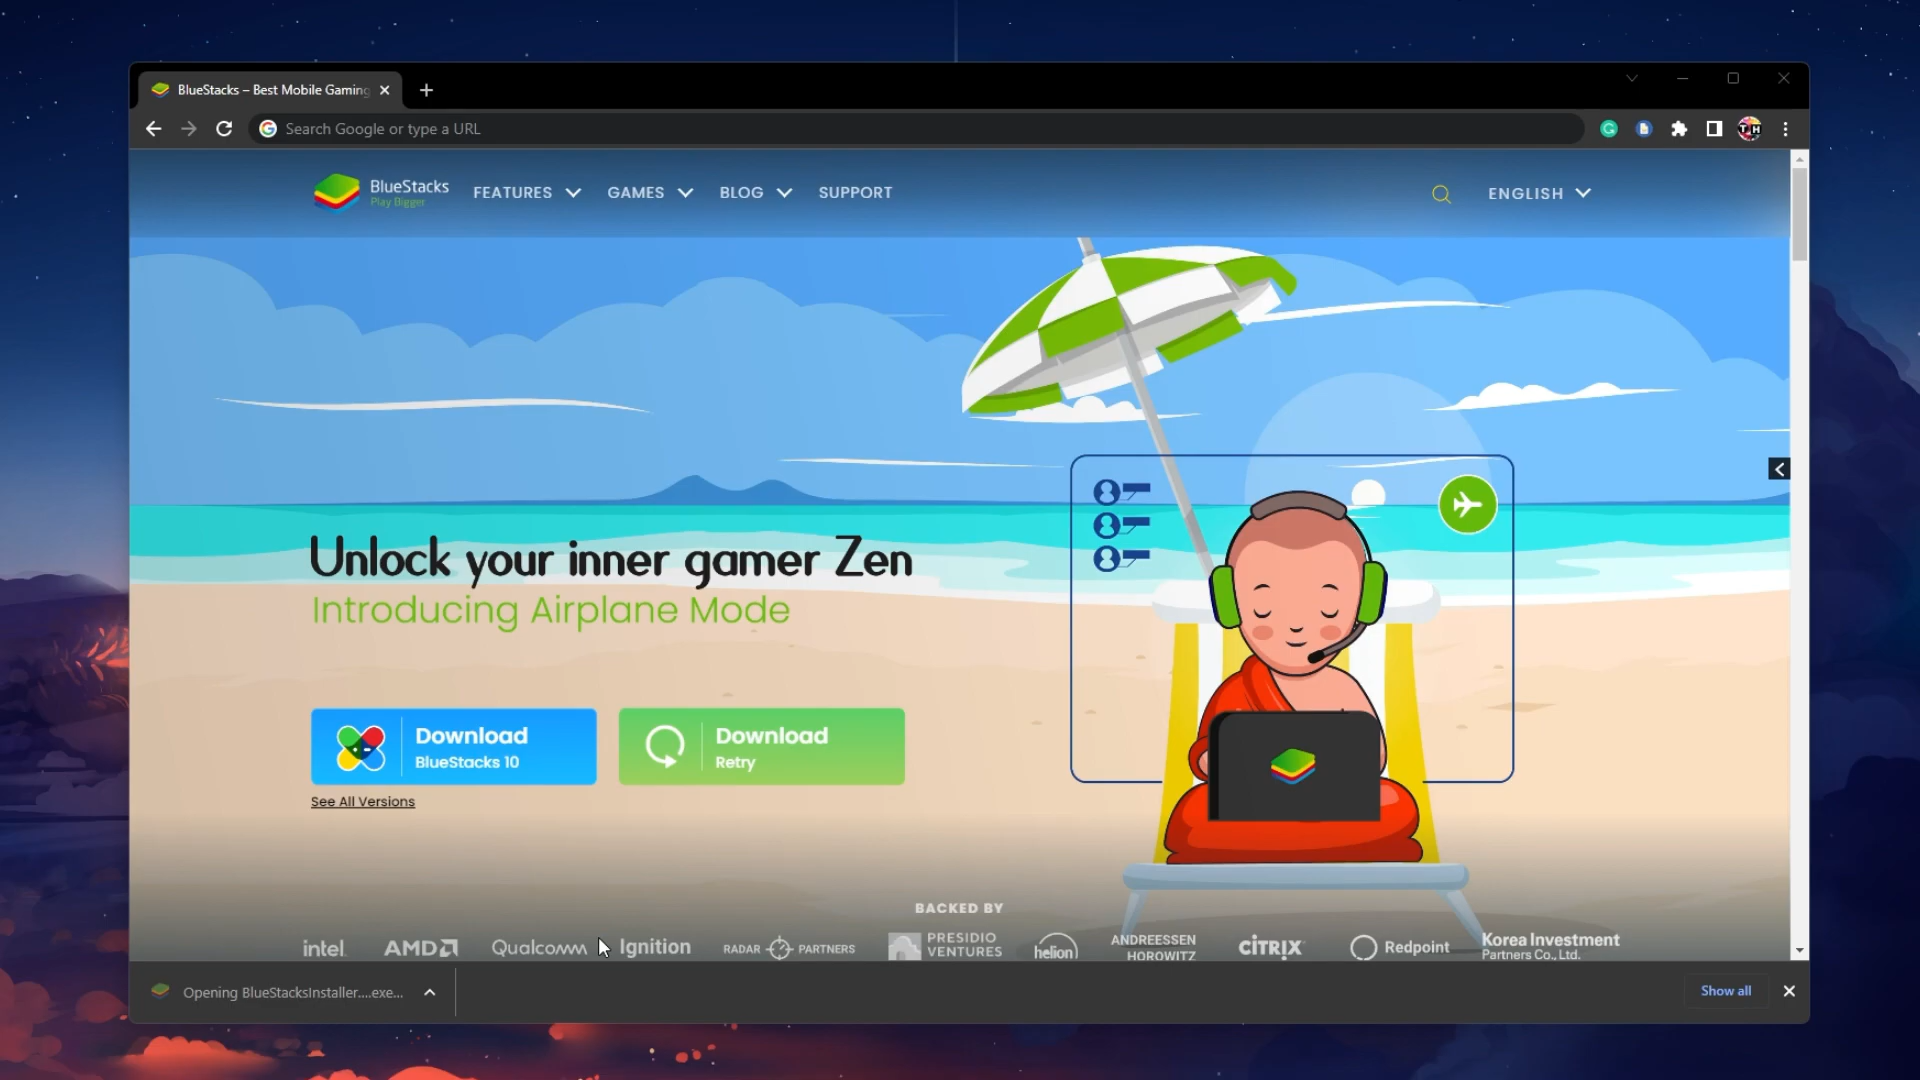 BlueStacks – Best Mobile Gaming
Search Google or type a URL
TH
BlueStacks
Play Bigger
FEATURES
GAMES
BLOG
SUPPORT
ENGLISH
Unlock your inner gamer Zen
Introducing Airplane Mode
Download
BlueStacks 10
Download
Retry
See All Versions
BACKED BY
intel.
AMD
Qualcomm
Ignition
RADAR PARTNERS
PRESIDIO
VENTURES
helion
ANDREESSEN
HOROWITZ
CITRIX
Redpoint
Korea Investment
Partners Co., Ltd.
Opening BlueStacksInstaller....exe...
Show all